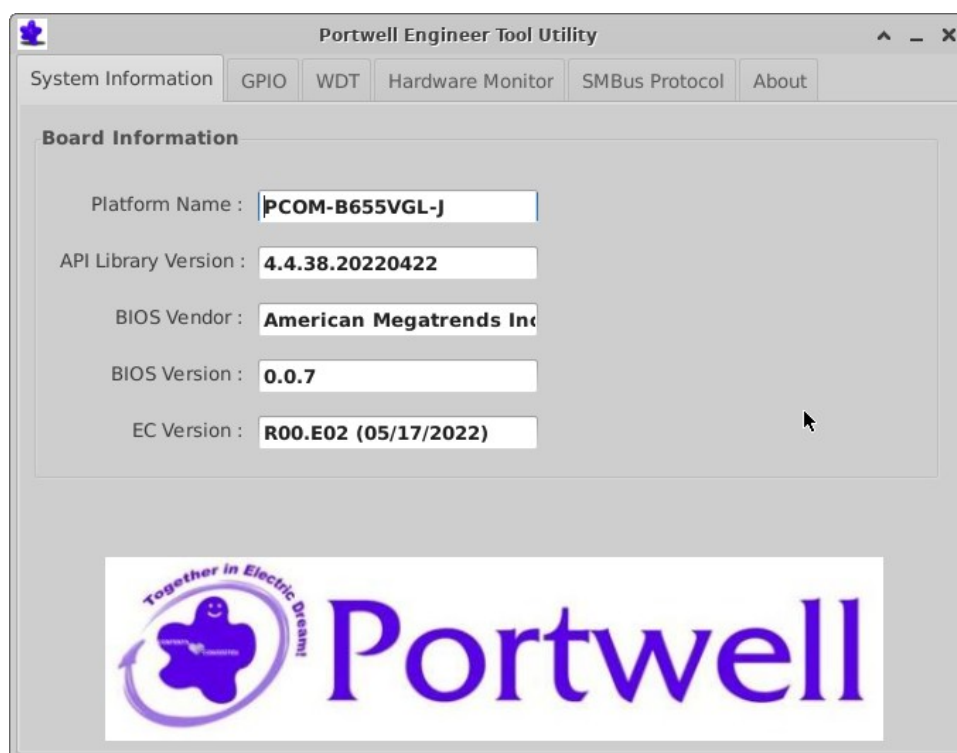 Portwell Engineer Tool Utility
System Information GPIO WDT Hardware Monitor SMBus Protocol About
Board Information
Platform Name : PCOM-B655VGL-J
API Library Version : 4.4.38.20220422
BIOS Vendor : American Megatrends Inc
BIOS Version : 0.0.7
EC Version : R00.E02 (05/17/2022)
Together in Electric Dream!
Portwell